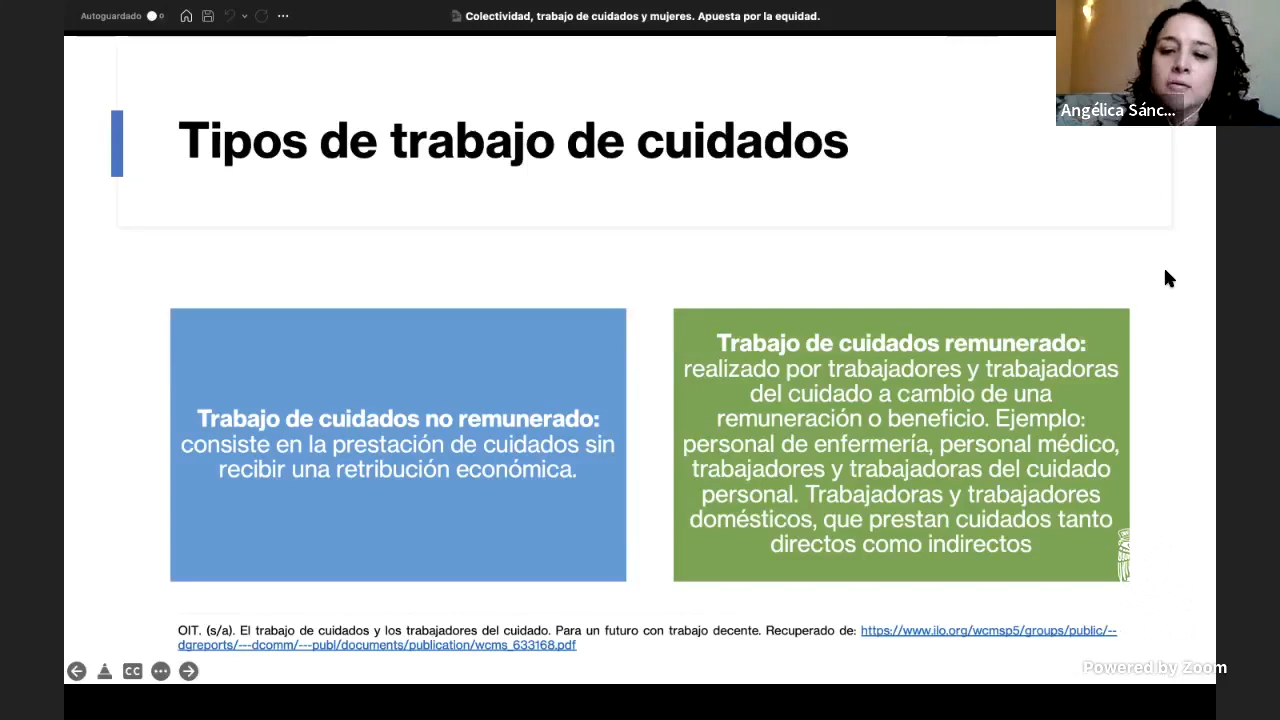 Autoguardado
Colectividad, trabajo de cuidados y mujeres. Apuesta por la equidad.
Angélica Sánc...
Tipos de trabajo de cuidados
Trabajo de cuidados no remunerado:
consiste en la prestación de cuidados sin
recibir una retribución económica.
Trabajo de cuidados remunerado:
realizado por trabajadores y trabajadoras
del cuidado a cambio de una
remuneración o beneficio. Ejemplo:
personal de enfermería, personal médico,
trabajadores y trabajadoras del cuidado
personal. Trabajadoras y trabajadores
domésticos, que prestan cuidados tanto
directos como indirectos
OIT. (s/a). El trabajo de cuidados y los trabajadores del cuidado. Para un futuro con trabajo decente. Recuperado de: https://www.ilo.org/wcmsp5/groups/public/--
dgreports/---dcomm/---publ/documents/publication/wcms_633168.pdf
CC
Powered by Zoom